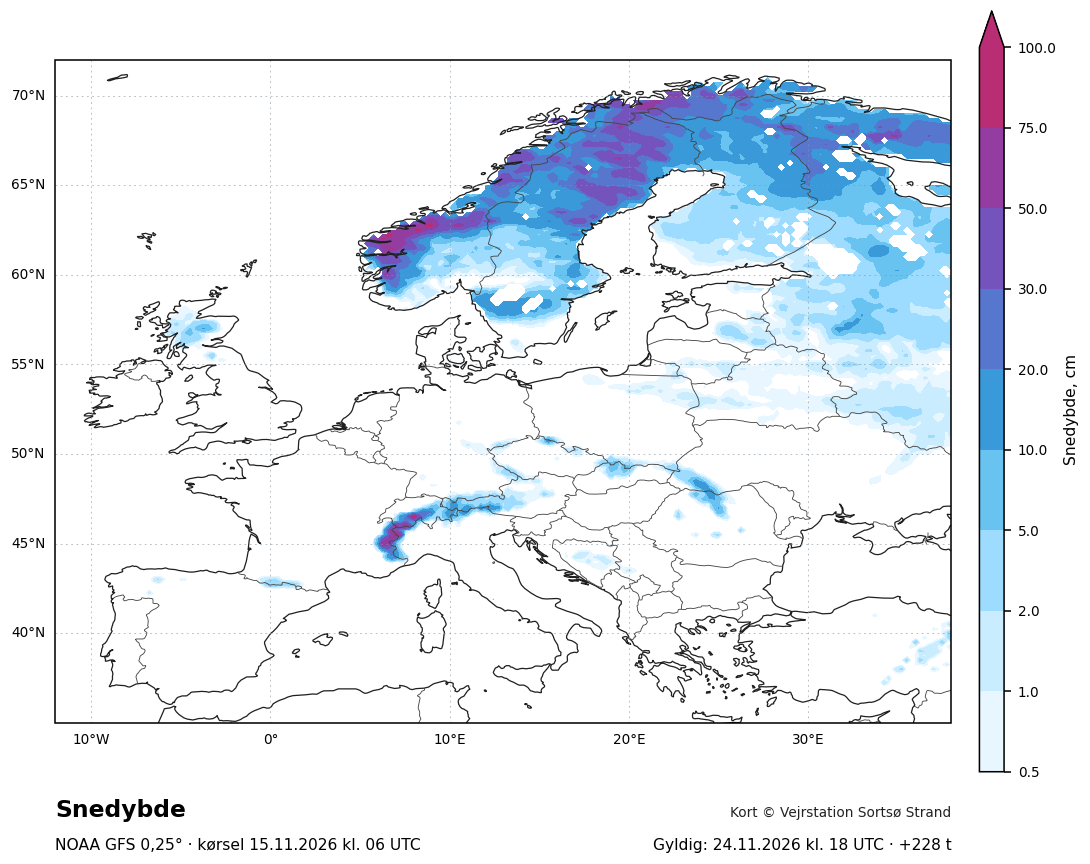 100.0
75.0
50.0
30.0
20.0
10.0
5.0
2.0
1.0
0.5
Snedybde, cm
70°N
65°N
60°N
55°N
50°N
45°N
40°N
10°W
0°
10°E
20°E
30°E
Snedybde
Kort © Vejrstation Sortsø Strand
NOAA GFS 0,25° · kørsel 15.11.2026 kl. 06 UTC
Gyldig: 24.11.2026 kl. 18 UTC · +228 t